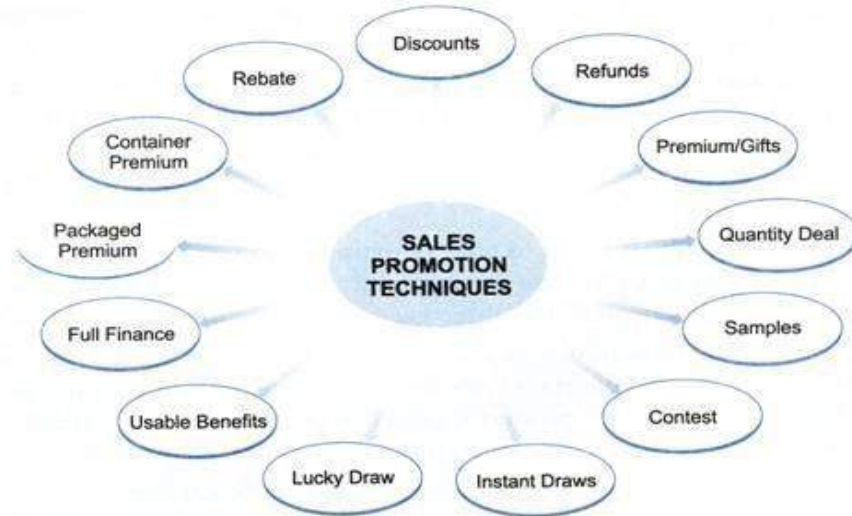 Discounts
Rebate
Refunds
Container
Premium
Premium/Gifts
Packaged
Premium
SALES
PROMOTION
TECHNIQUES
Quantity Deal
Full Finance
Samples
Usable Benefits
Contest
Lucky Draw
Instant Draws